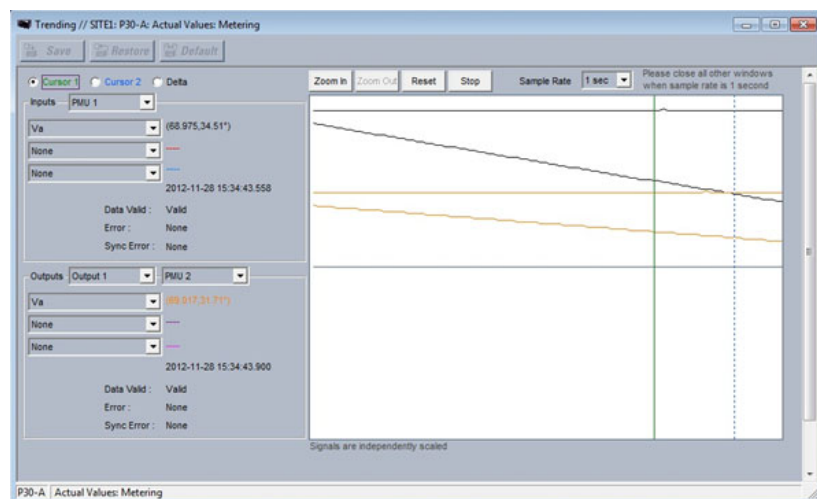 Trending // SITE1: P30-A: Actual Values: Metering
Save Restore Default
Cursor 1 Cursor 2 Delta
Zoom In Zoom Out Reset Stop Sample Rate 1 sec Please close all other windows
when sample rate is 1 second
Inputs PMU 1
Va (68.975,34.51°)
None ----
None ----
2012-11-28 15:34:43.558
Data Valid : Valid
Error : None
Sync Error : None
Outputs Output 1 PMU 2
Va
None ----
None ----
2012-11-28 15:34:43.900
Data Valid : Valid
Error : None
Sync Error : None
Signals are independently scaled
P30-A Actual Values: Metering